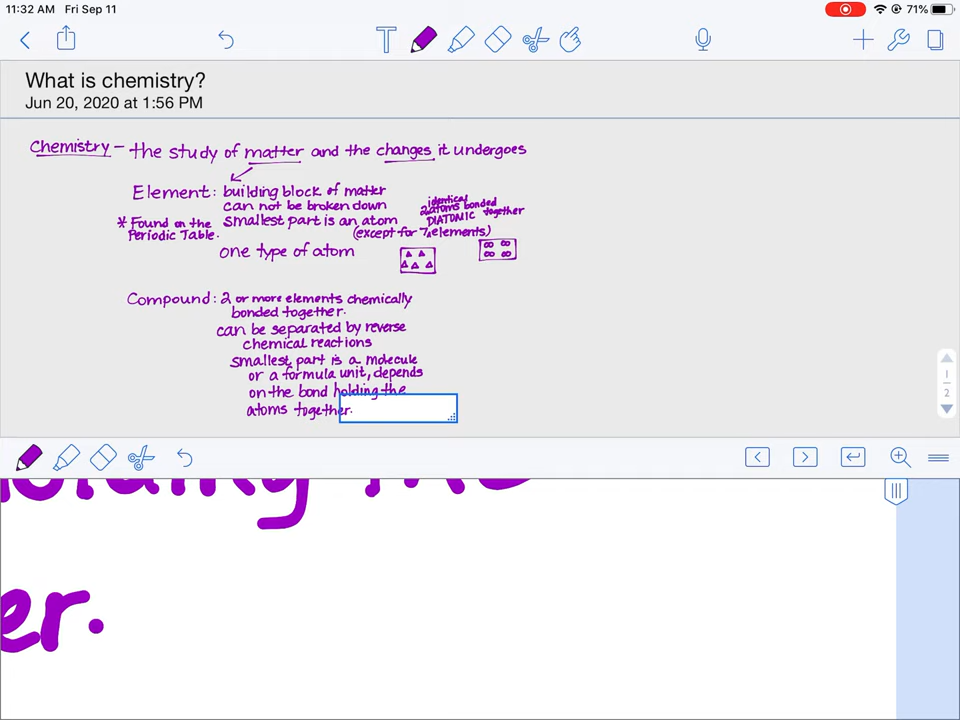 11:32 AM Fri Sep 11
71%
T
What is chemistry?
Jun 20, 2020 at 1:56 PM
Chemistry - the study of matter and the changes it undergoes
Element: building block of matter
can not be broken down
* Found on the smallest part is an atom
Periodic Table.
identical
2 atoms bonded together
DIATOMIC
(except for 7 elements)
one type of atom
Compound: 2 or more elements chemically
bonded together.
can be separated by reverse
chemical reactions
smallest part is a molecule
or a formula unit, depends
on the bond holding the
atoms together.
1
2
holding the
er.